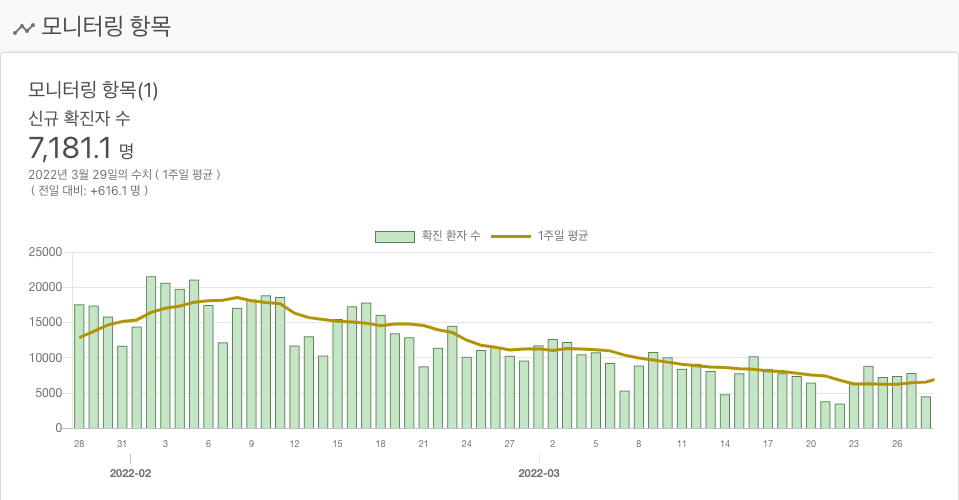 모니터링 항목
모니터링 항목(1)
신규 확진자 수
7,181.1 명
2022년 3월 29일의 수치 ( 1주일 평균 )
( 전일 대비: +616.1 명 )
확진 환자 수 1주일 평균
25000
20000
15000
10000
5000
0
28 31 3 6 9 12 15 18 21 24 27 2 5 8 11 14 17 20 23 26
2022-02 2022-03